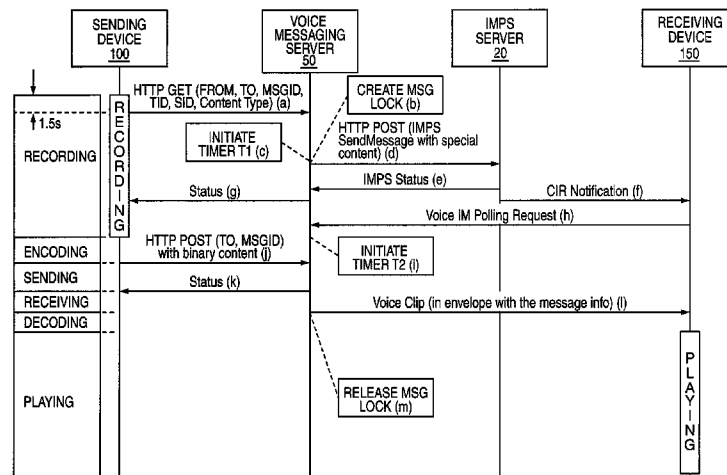 SENDING
DEVICE
100
VOICE
MESSAGING
SERVER
50
IMPS
SERVER
20
RECEIVING
DEVICE
150
1.5s
RECORDING
RECORDING
HTTP GET (FROM, TO, MSGID,
TID, SID, Content Type) (a)
CREATE MSG
LOCK (b)
INITIATE
TIMER T1 (c)
HTTP POST (IMPS
SendMessage with special
content) (d)
IMPS Status (e)
Status (g)
CIR Notification (f)
Voice IM Polling Request (h)
ENCODING
HTTP POST (TO, MSGID)
with binary content (j)
INITIATE
TIMER T2 (i)
SENDING
Status (k)
RECEIVING
Voice Clip (in envelope with the message info) (l)
DECODING
PLAYING
RELEASE MSG
LOCK (m)
PLAYING